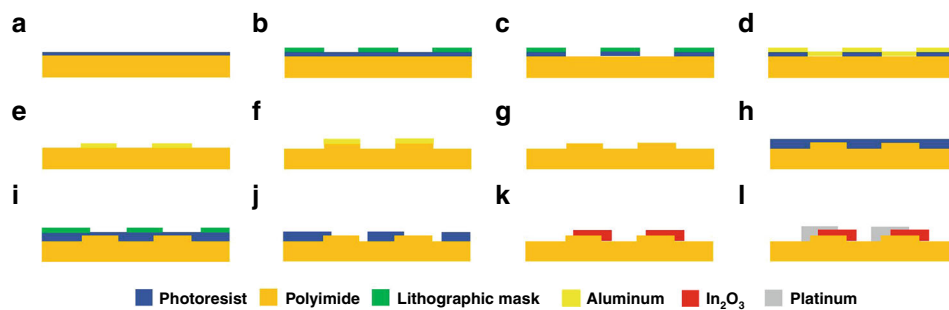 a b c d
e f g h
i j k l
Photoresist Polyimide Lithographic mask Aluminum In₂O₃ Platinum